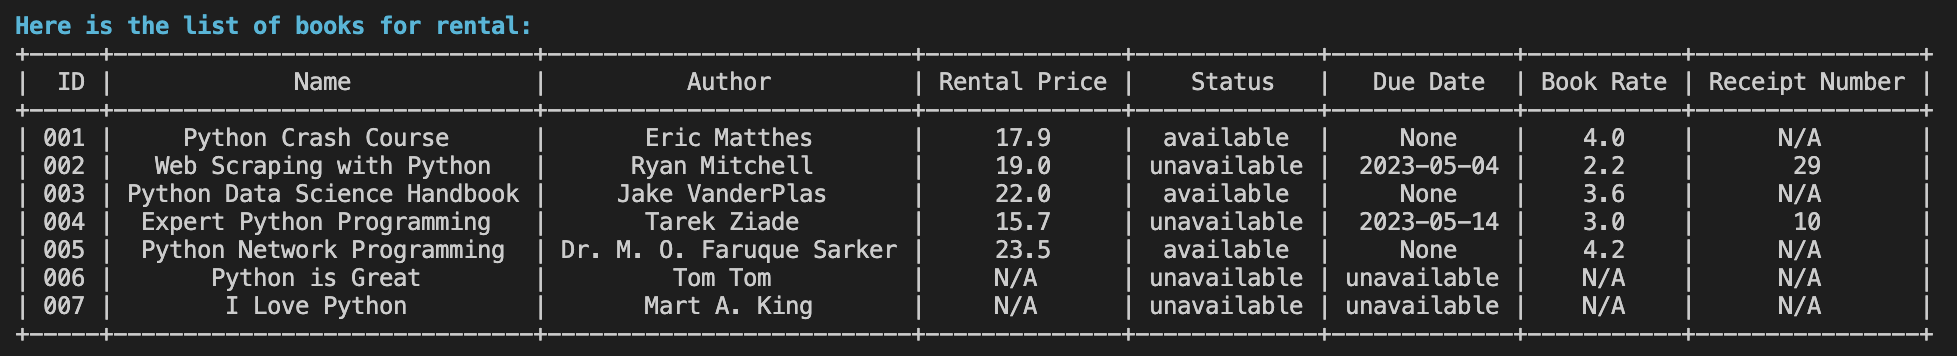 Here is the list of books for rental:
+-----+------------------------------+--------------------------+--------------+-------------+-------------+-----------+----------------+
|  ID |             Name             |          Author          | Rental Price |    Status   |   Due Date  | Book Rate | Receipt Number |
+-----+------------------------------+--------------------------+--------------+-------------+-------------+-----------+----------------+
| 001 |     Python Crash Course      |       Eric Matthes       |     17.9     |  available  |     None    |    4.0    |      N/A       |
| 002 |   Web Scraping with Python   |      Ryan Mitchell       |     19.0     | unavailable |  2023-05-04 |    2.2    |       29       |
| 003 | Python Data Science Handbook |     Jake VanderPlas      |     22.0     |  available  |     None    |    3.6    |      N/A       |
| 004 |  Expert Python Programming   |       Tarek Ziade        |     15.7     | unavailable |  2023-05-14 |    3.0    |       10       |
| 005 |  Python Network Programming  | Dr. M. O. Faruque Sarker |     23.5     |  available  |     None    |    4.2    |      N/A       |
| 006 |       Python is Great        |         Tom Tom          |     N/A      | unavailable | unavailable |    N/A    |      N/A       |
| 007 |        I Love Python         |       Mart A. King       |     N/A      | unavailable | unavailable |    N/A    |      N/A       |
+-----+------------------------------+--------------------------+--------------+-------------+-------------+-----------+----------------+